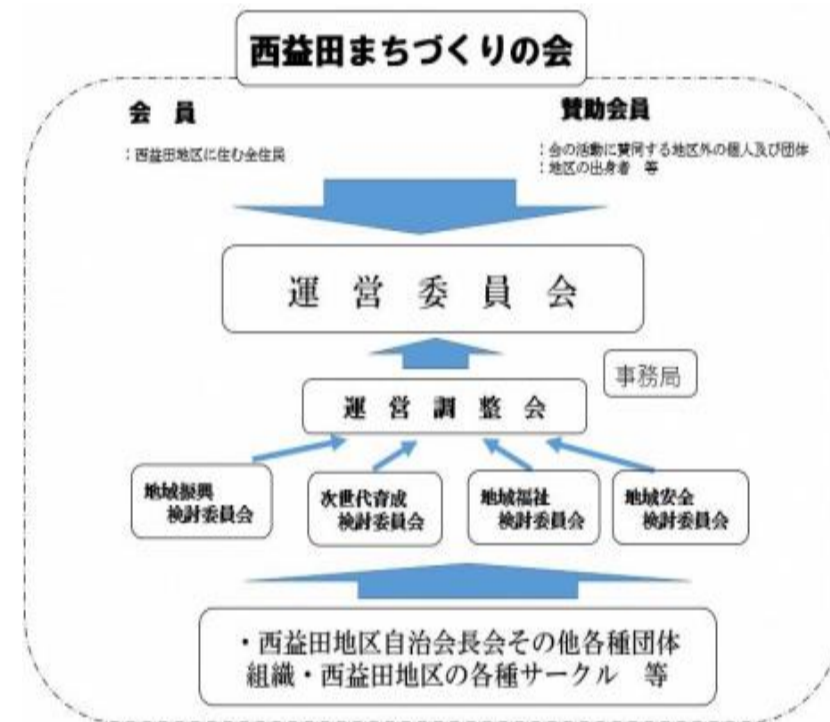 西益田まちづくりの会
会　員
：西益田地区に住む全住民
賛助会員
：会の活動に賛同する地区外の個人及び団体
：地区の出身者　等
運　営　委　員　会
事務局
運　営　調　整　会
地域振興
検討委員会
次世代育成
検討委員会
地域福祉
検討委員会
地域安全
検討委員会
・西益田地区自治会長会その他各種団体
組織・西益田地区の各種サークル　等